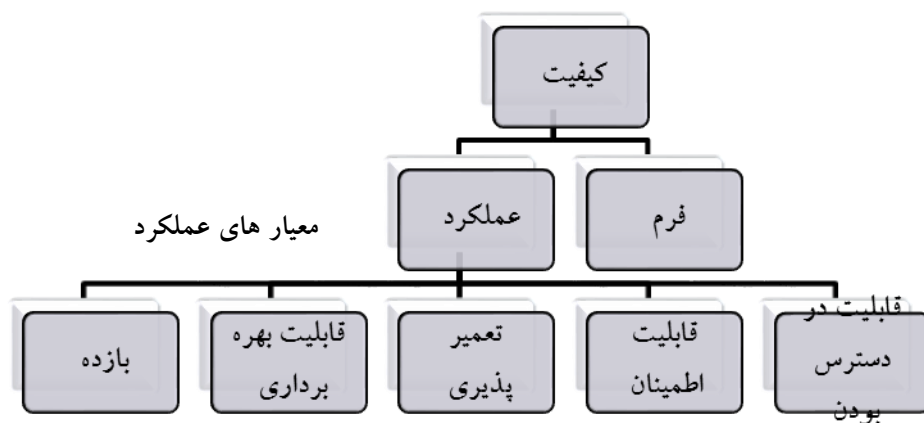 کیفیت
فرم
عملکرد
معیار های عملکرد
قابلیت در
دسترس
بودن
قابلیت
اطمینان
تعمیر
پذیری
قابلیت بهره
برداری
بازده